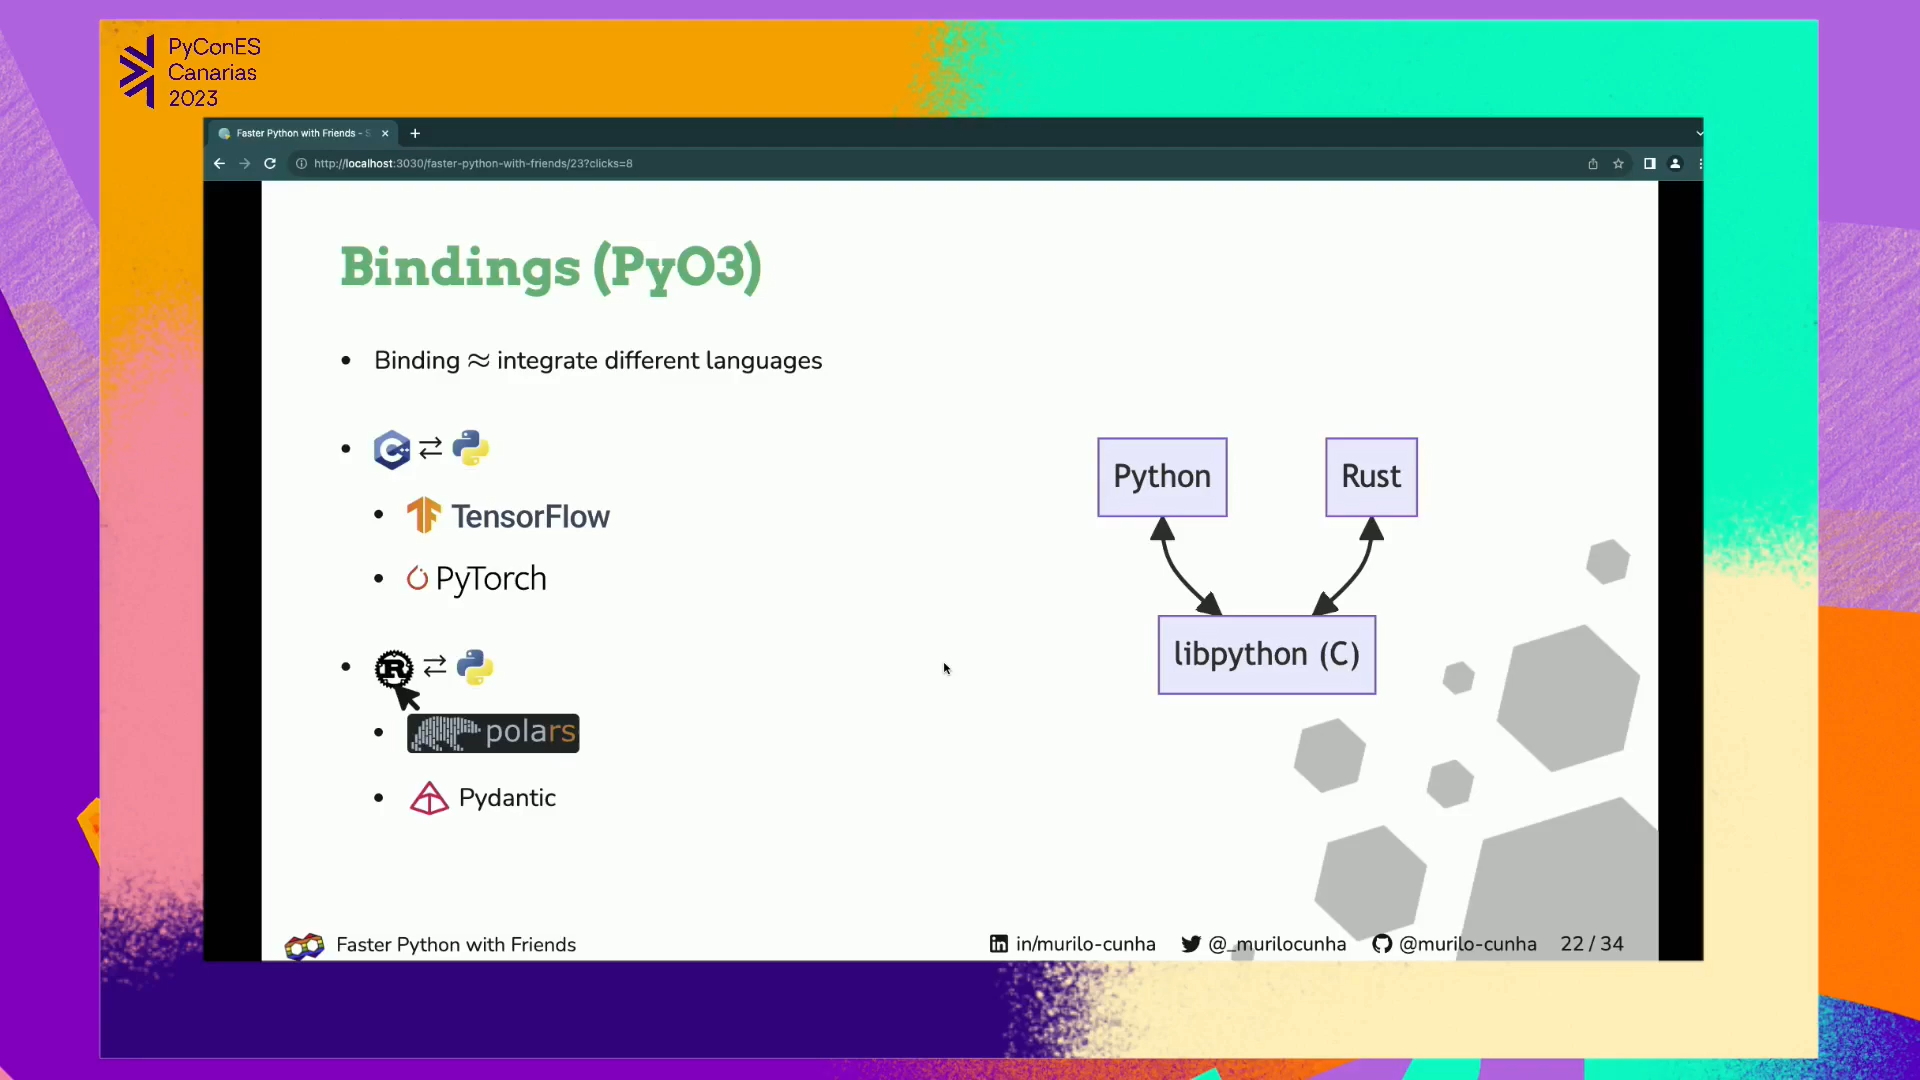 PyConES
Canarias
2023
Faster Python with Friends - S
http://localhost:3030/faster-python-with-friends/23?clicks=8
Bindings (PyO3)
Binding ≈ integrate different languages
C ⇄
TensorFlow
PyTorch
R ⇄
polars
Pydantic
Python
Rust
libpython (C)
Faster Python with Friends
in/murilo-cunha
@_murilocunha
@murilo-cunha
22 / 34